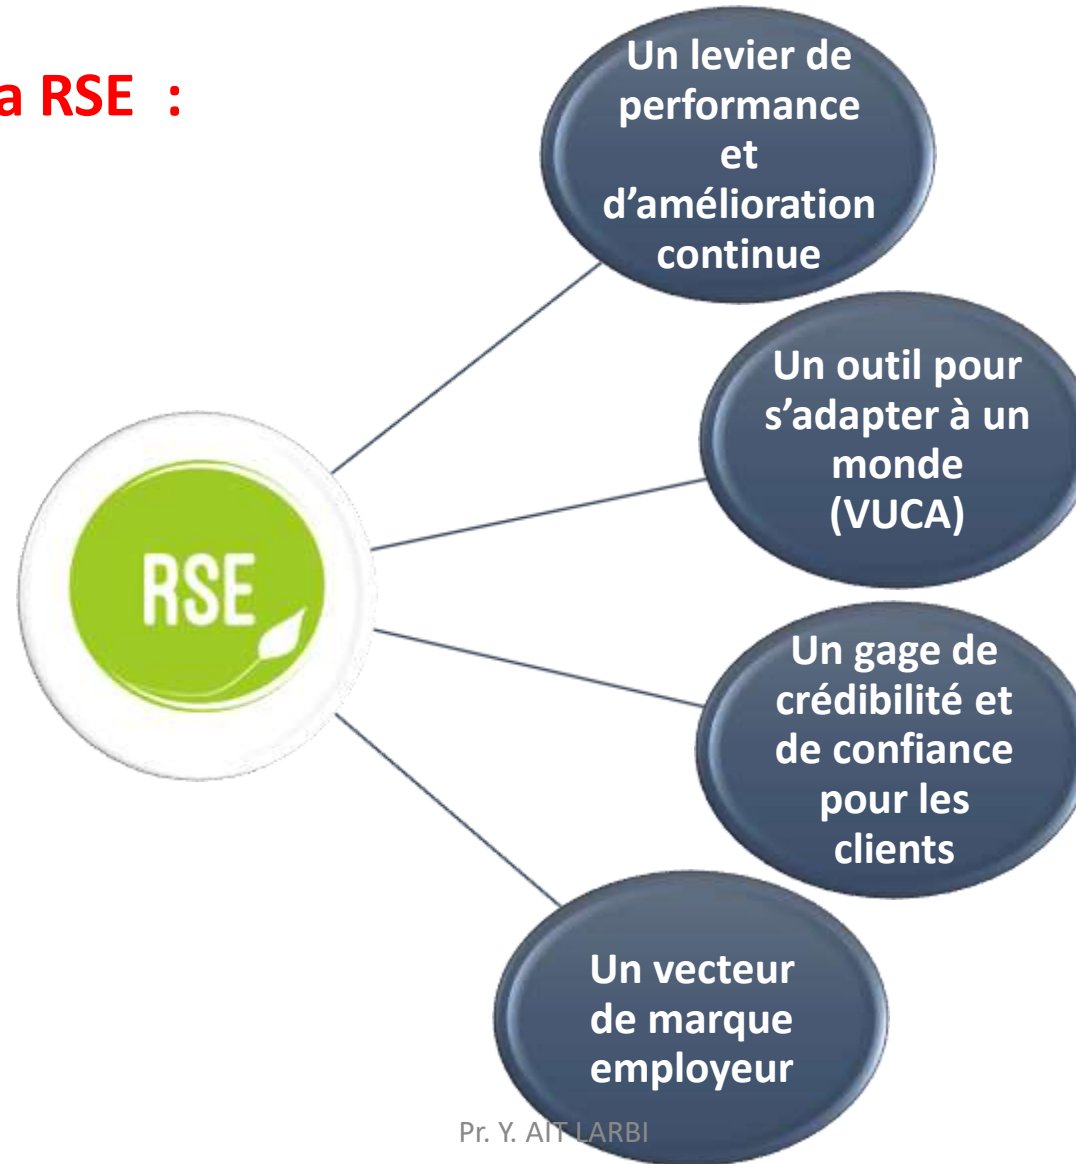 a RSE :
Un levier de
performance
et
d’amélioration
continue
Un outil pour
s’adapter à un
monde
(VUCA)
RSE
Un gage de
crédibilité et
de confiance
pour les
clients
Un vecteur
de marque
employeur
Pr. Y. AIT LARBI